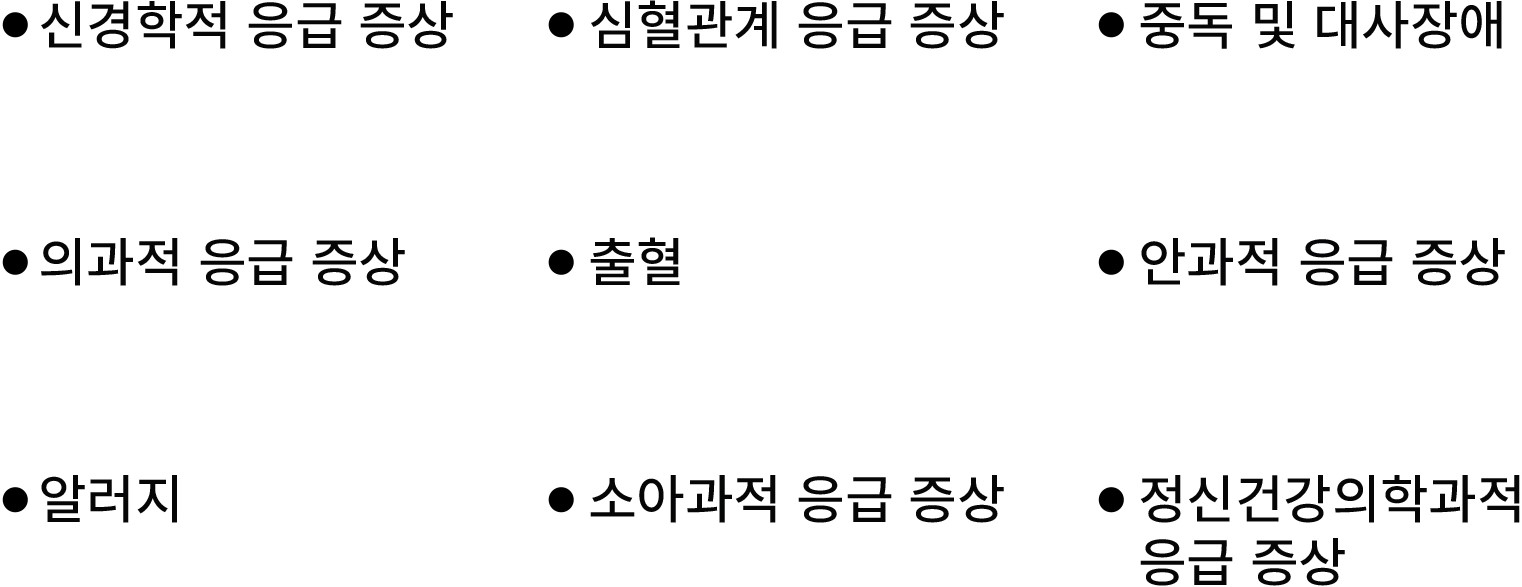 ● 신경학적 응급 증상
● 심혈관계 응급 증상
● 중독 및 대사장애
● 의과적 응급 증상
● 출혈
● 안과적 응급 증상
● 알러지
● 소아과적 응급 증상
● 정신건강의학과적
응급 증상